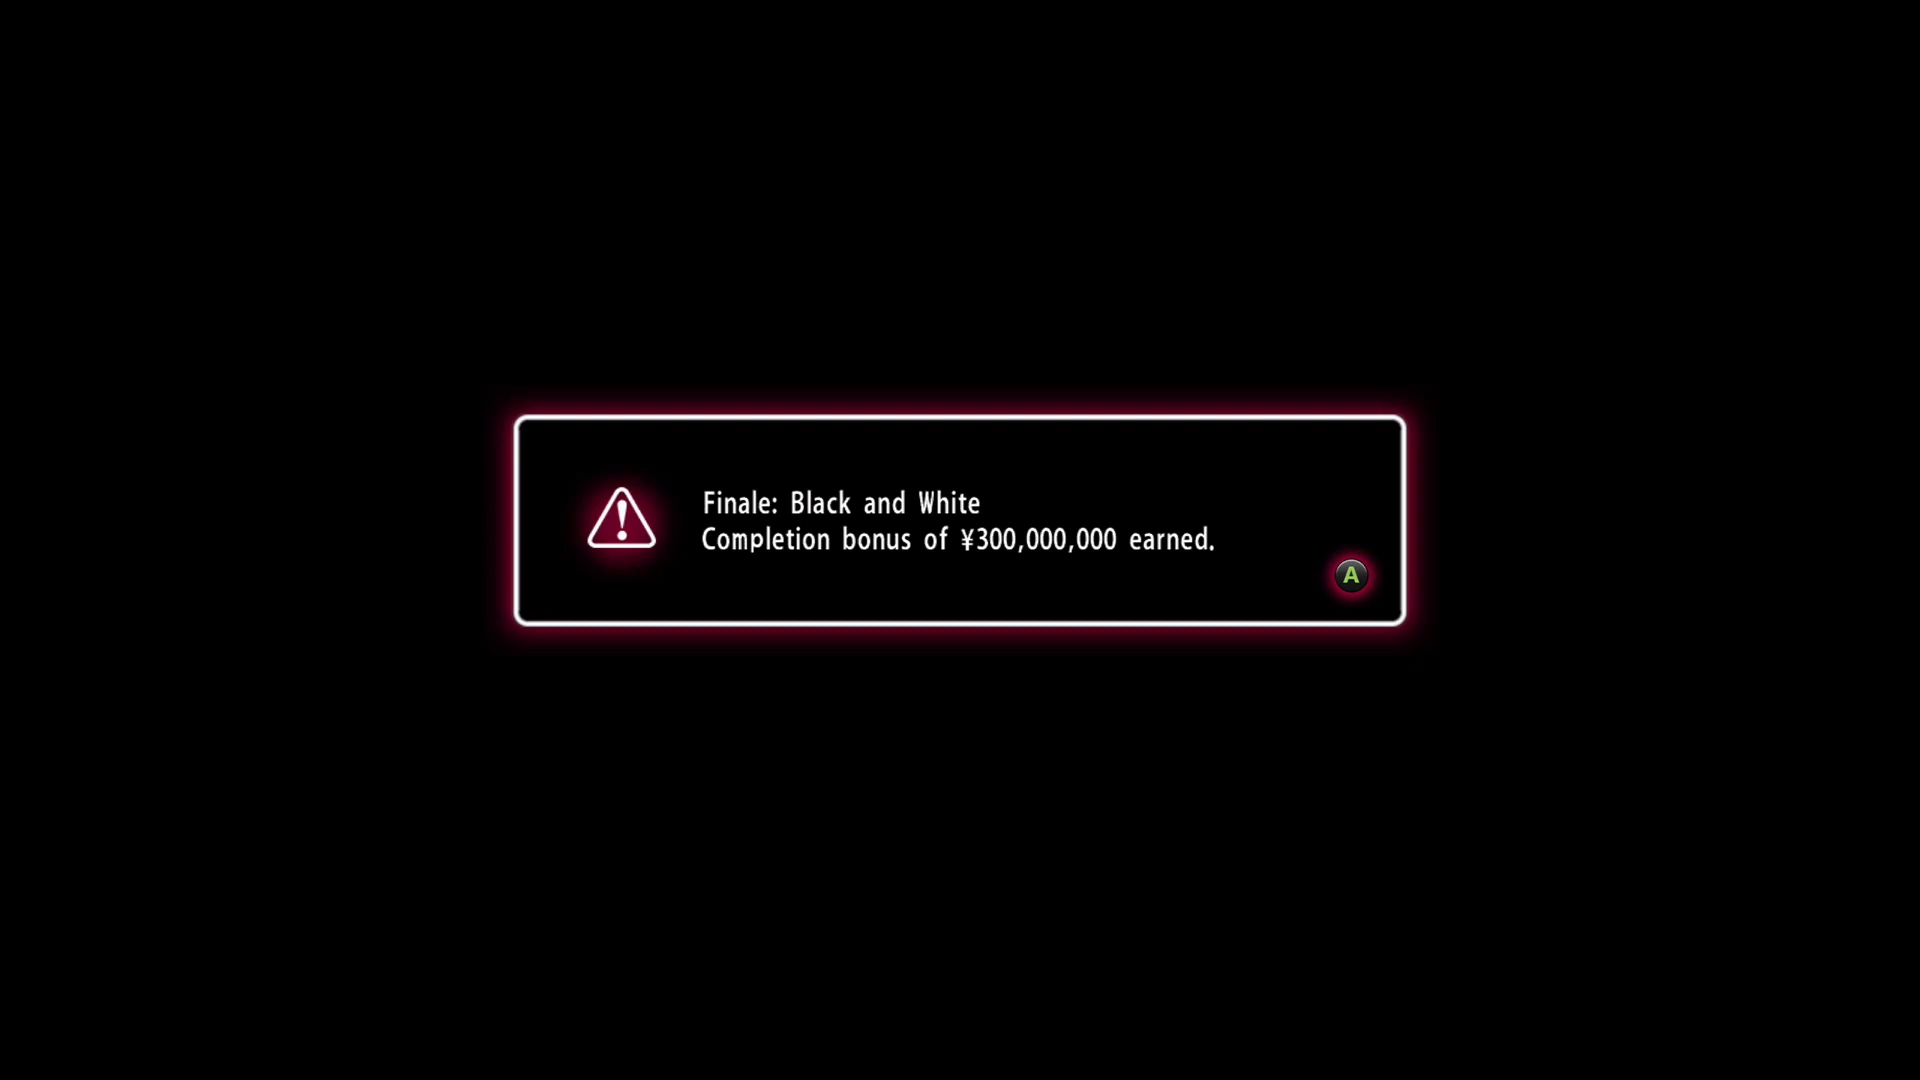 Finale: Black and White
Completion bonus of ¥300,000,000 earned.
A